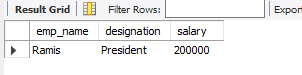 Result Grid Filter Rows: Export
emp_name designation salary
Ramis President 200000